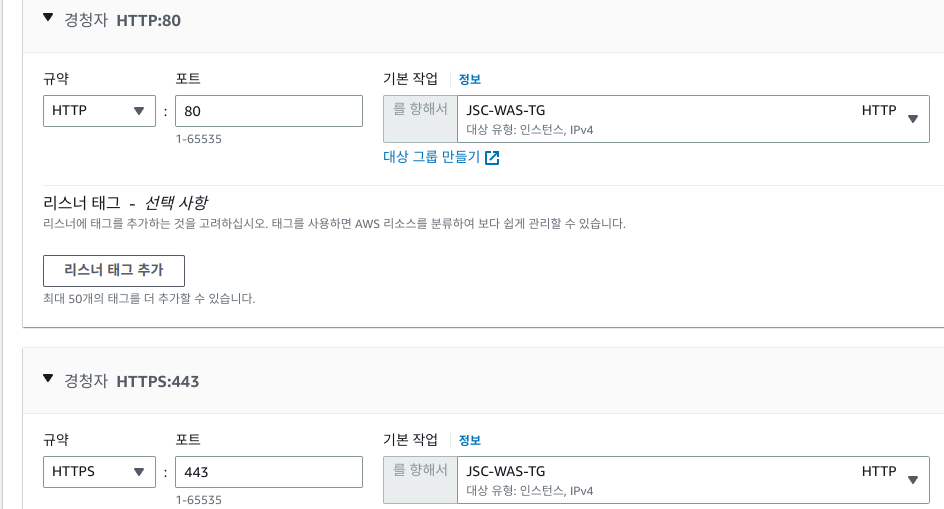 경청자 HTTP:80
규약 포트 기본 작업 정보
HTTP : 80 를 향해서 JSC-WAS-TG HTTP
대상 유형: 인스턴스, IPv4
1-65535
대상 그룹 만들기
리스너 태그 - 선택 사항
리스너에 태그를 추가하는 것을 고려하십시오. 태그를 사용하면 AWS 리소스를 분류하여 보다 쉽게 관리할 수 있습니다.
리스너 태그 추가
최대 50개의 태그를 더 추가할 수 있습니다.
경청자 HTTPS:443
규약 포트 기본 작업 정보
HTTPS : 443 를 향해서 JSC-WAS-TG HTTP
대상 유형: 인스턴스, IPv4
1-65535